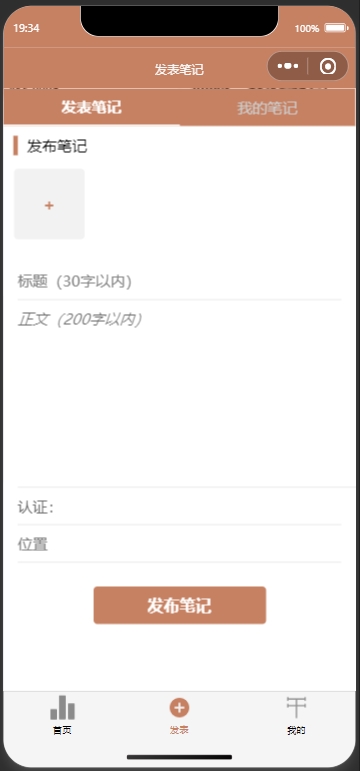 19:34
100%
发表笔记
发表笔记
我的笔记
发布笔记
+
标题（30字以内）
正文（200字以内）
认证：
位置
发布笔记
首页
发表
我的